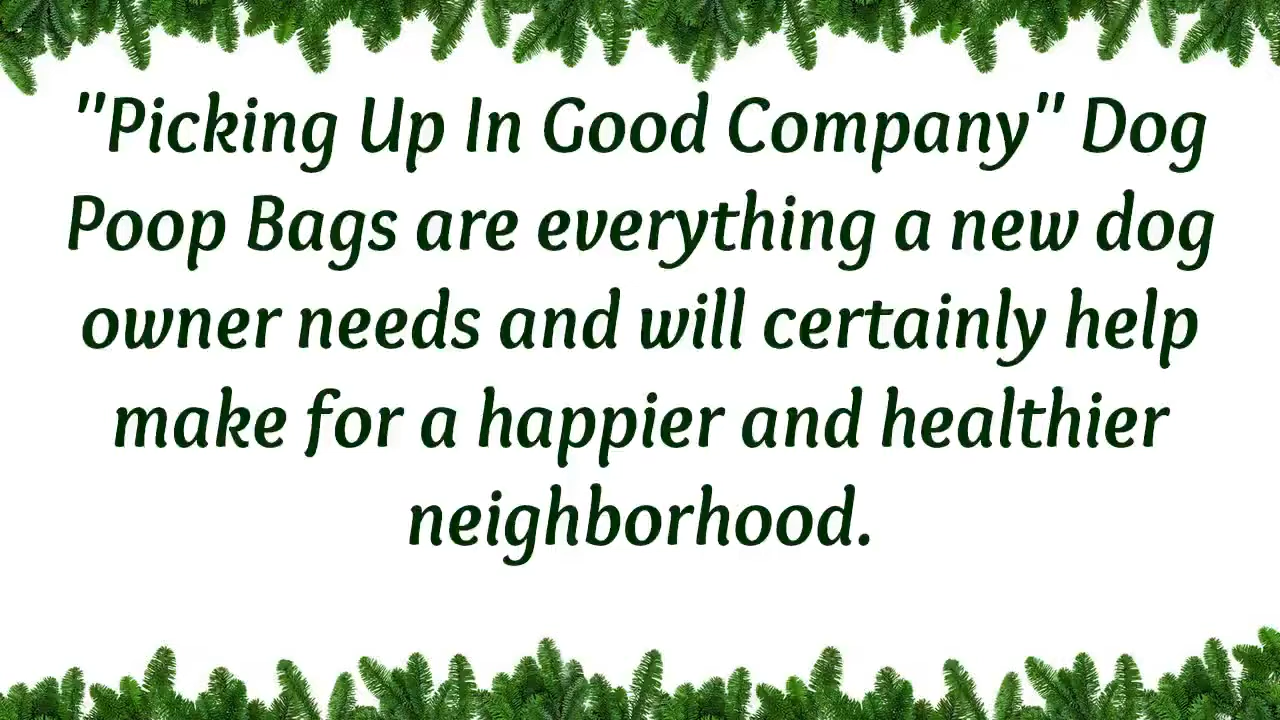 "Picking Up In Good Company" Dog
Poop Bags are everything a new dog
owner needs and will certainly help
make for a happier and healthier
neighborhood.